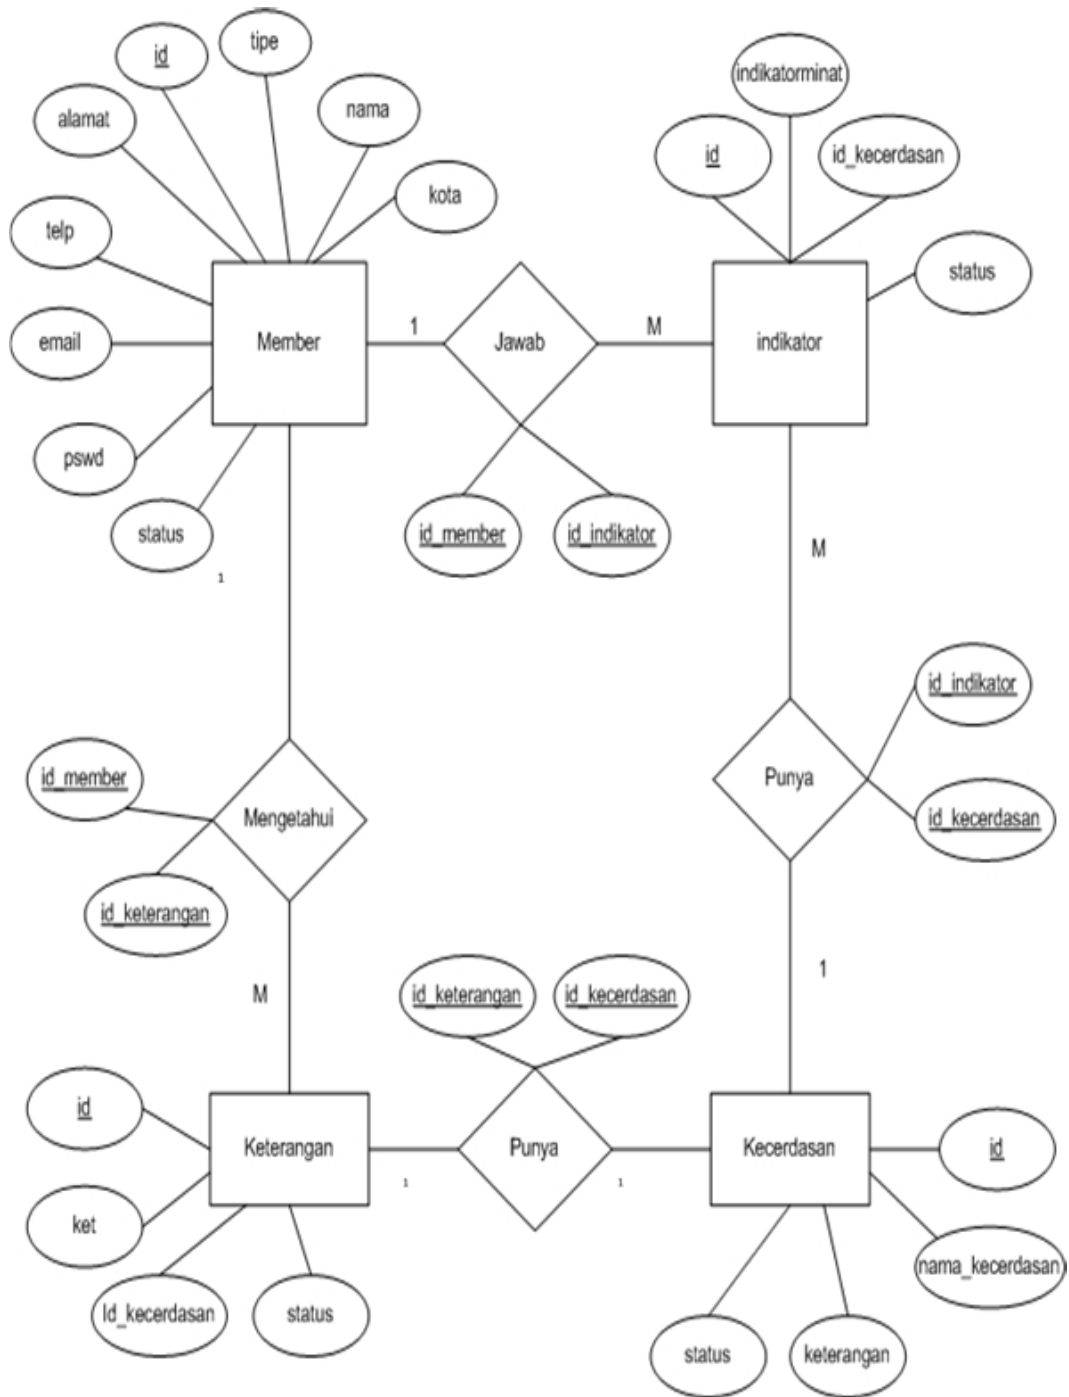 tipe
id
indikatorminat
nama
alamat
id
id_kecerdasan
kota
telp
status
1
M
email
Member
Jawab
indikator
pswd
status
id_member
id_indikator
M
1
id_indikator
id_member
Punya
Mengetahui
id_kecerdasan
id_keterangan
1
M
id_keterangan
id_kecerdasan
id
Keterangan
Punya
Kecerdasan
id
1
1
ket
nama_kecerdasan
Id_kecerdasan
status
status
keterangan